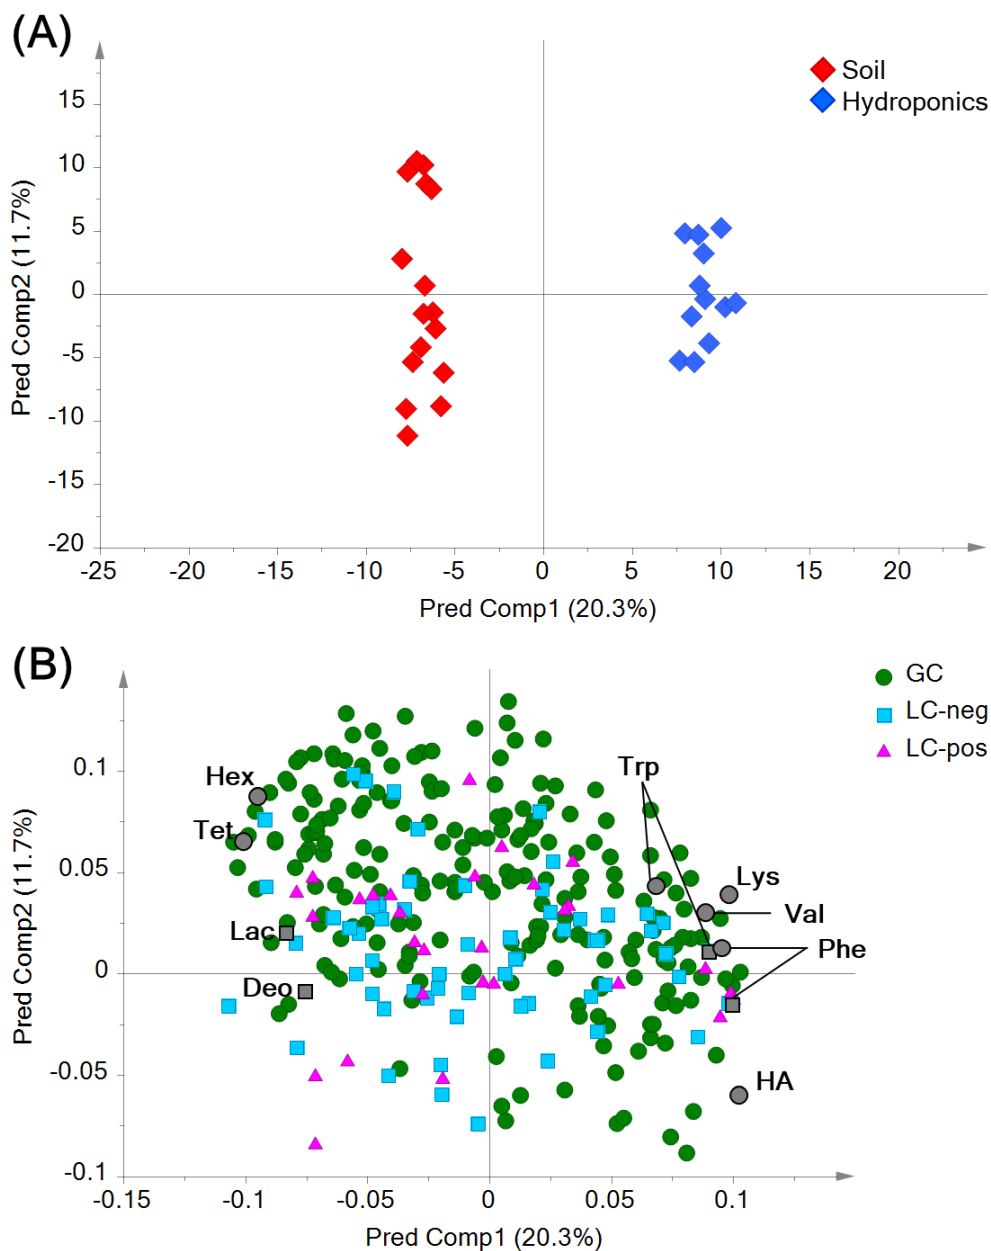 (A)
Soil
Hydroponics
15
10
5
0
-5
-10
-15
-20
-25 -20 -15 -10 -5 0 5 10 15 20
Pred Comp2 (11.7%)
Pred Comp1 (20.3%)
(B)
GC
LC-neg
LC-pos
Trp
Hex
Tet
Lys
Val
Lac
Phe
Deo
HA
0.1
0.05
0
-0.05
-0.1
-0.15 -0.1 -0.05 0 0.05 0.1
Pred Comp2 (11.7%)
Pred Comp1 (20.3%)